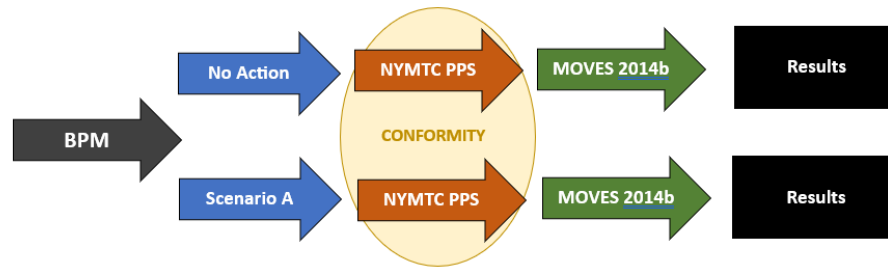 No Action
NYMTC PPS
MOVES 2014b
Results
BPM
CONFORMITY
Scenario A
NYMTC PPS
MOVES 2014b
Results